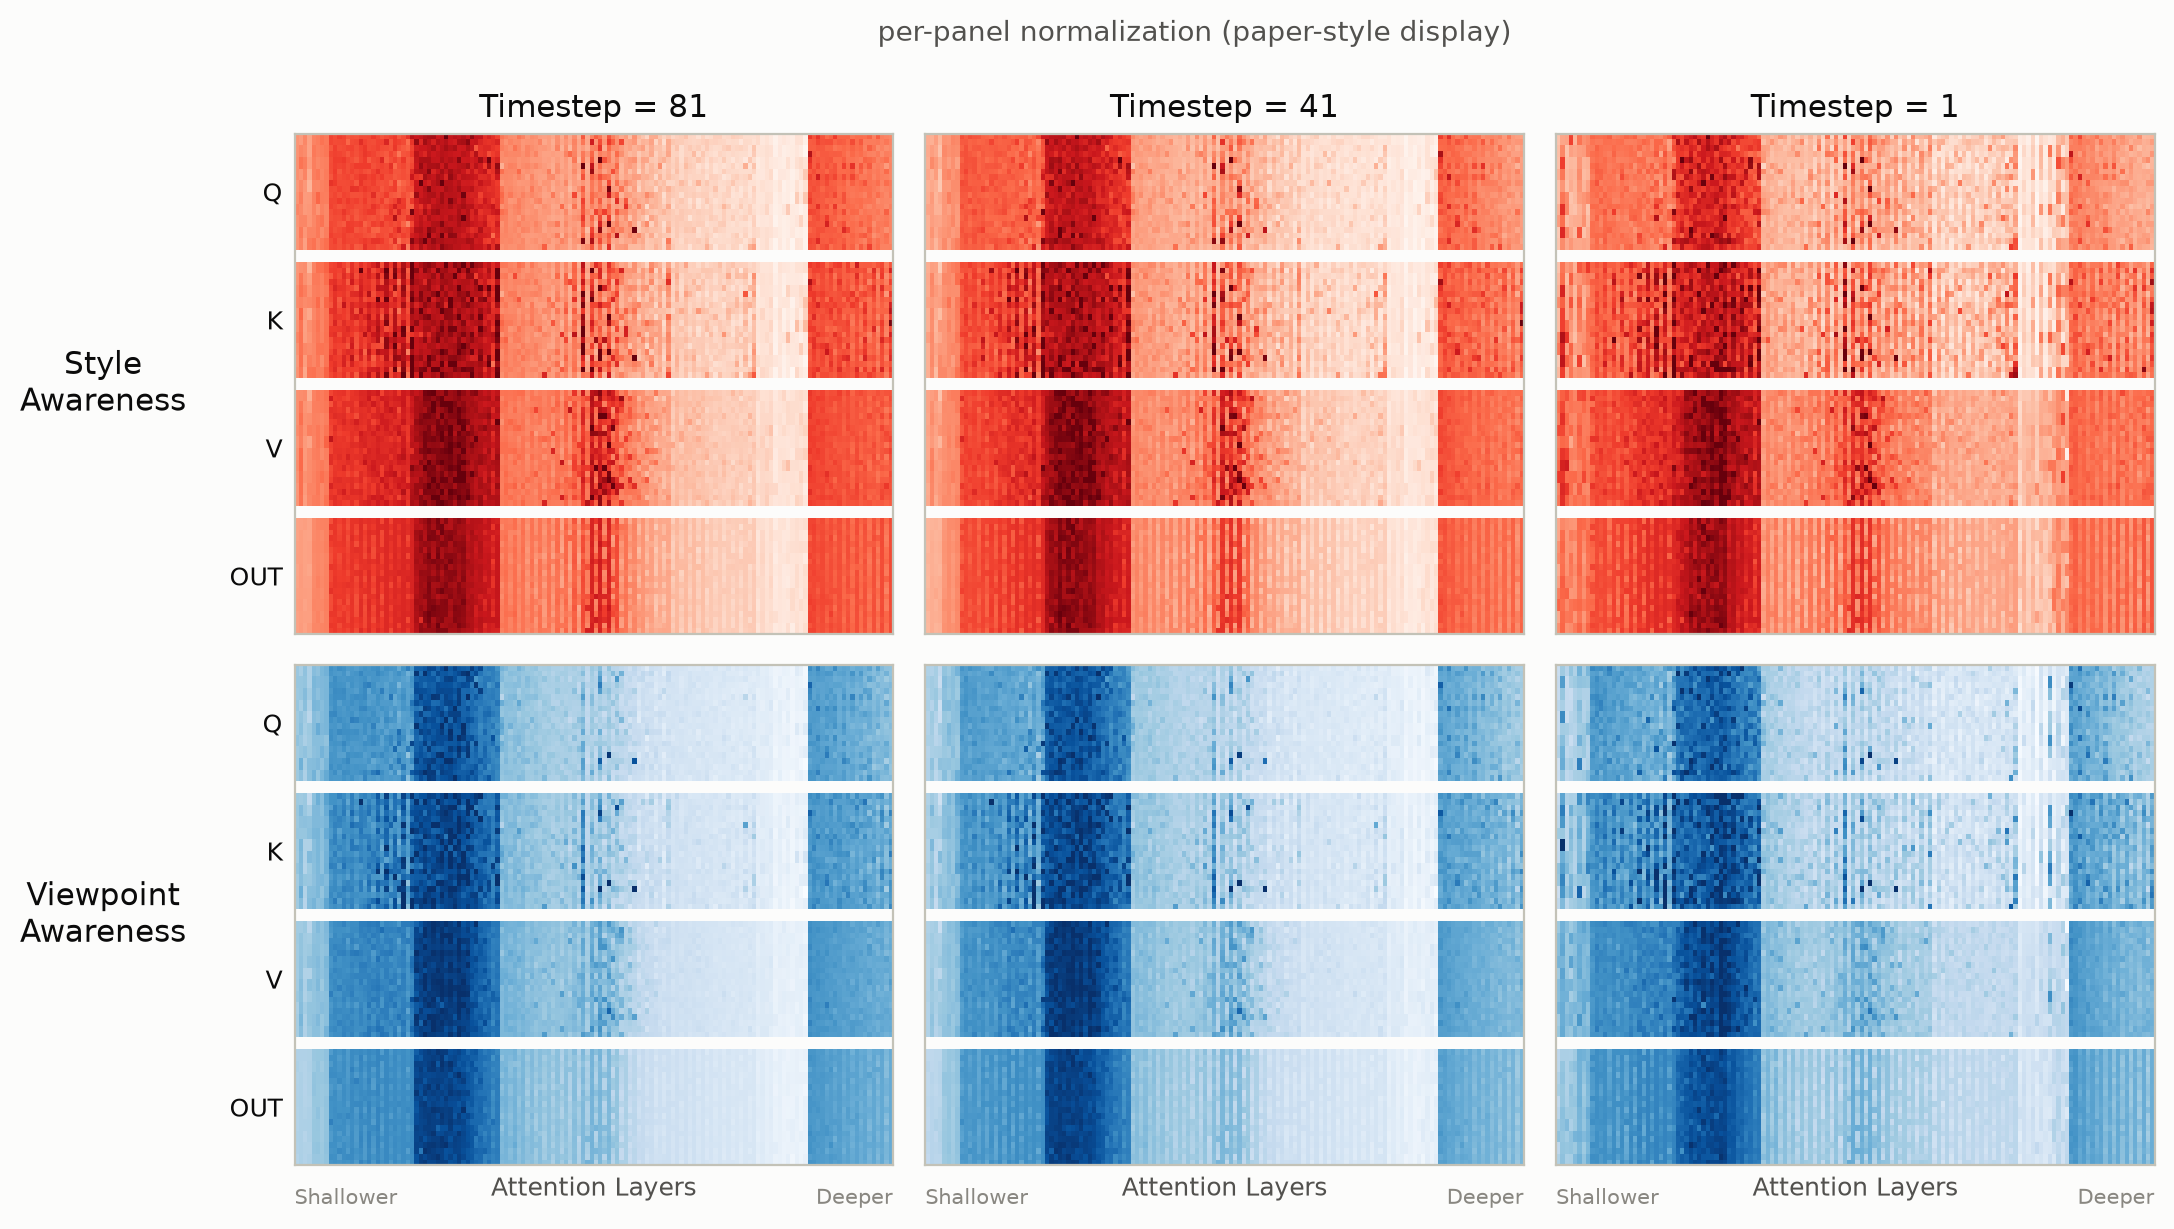 per-panel normalization (paper-style display)
Timestep = 81
Timestep = 41
Timestep = 1
Style
Awareness
Q
K
V
OUT
Viewpoint
Awareness
Q
K
V
OUT
Shallower
Attention Layers
Deeper
Shallower
Attention Layers
Deeper
Shallower
Attention Layers
Deeper